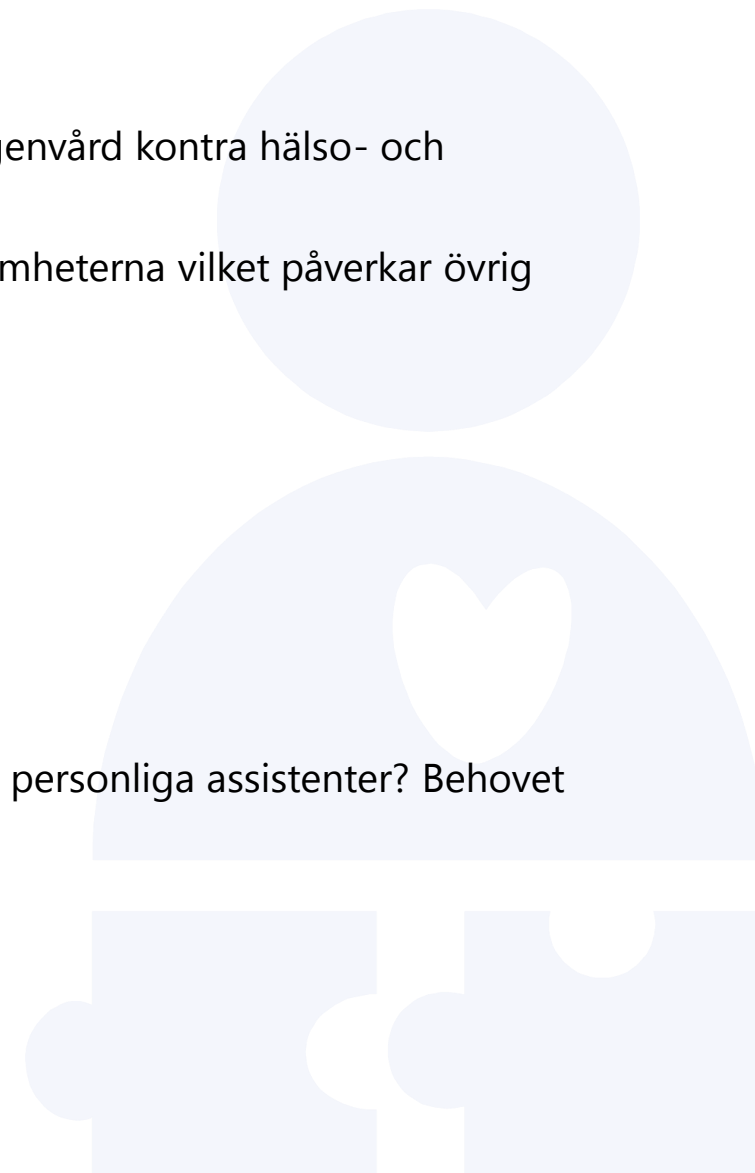 genvård kontra hälso- och
mheterna vilket påverkar övrig
personliga assistenter? Behovet